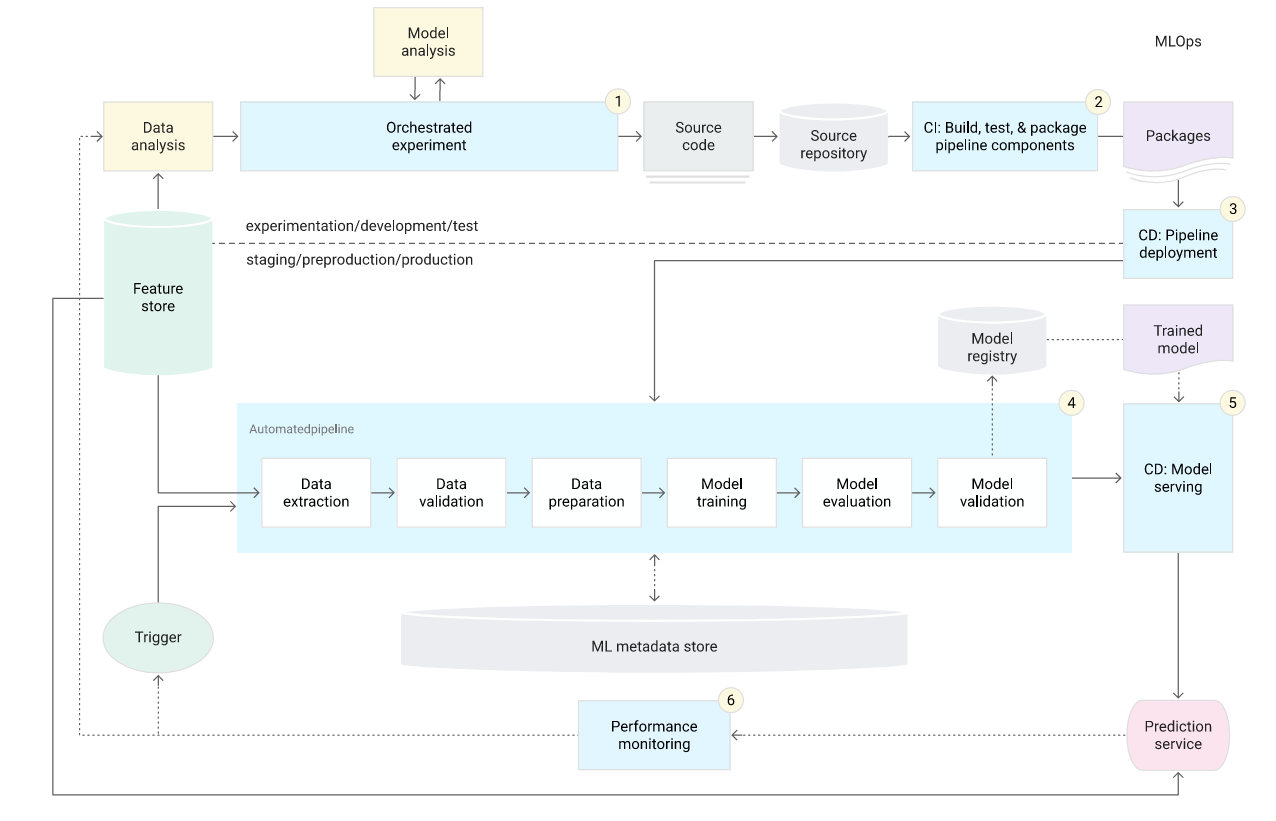 Model
analysis
MLOps
1
2
Data
analysis
Orchestrated
experiment
Source
code
Source
repository
CI: Build, test, & package
pipeline components
Packages
3
experimentation/development/test
staging/preproduction/production
CD: Pipeline
deployment
Feature
store
Model
registry
Trained
model
4
5
Automatedpipeline
Data
extraction
Data
validation
Data
preparation
Model
training
Model
evaluation
Model
validation
CD: Model
serving
Trigger
ML metadata store
6
Performance
monitoring
Prediction
service